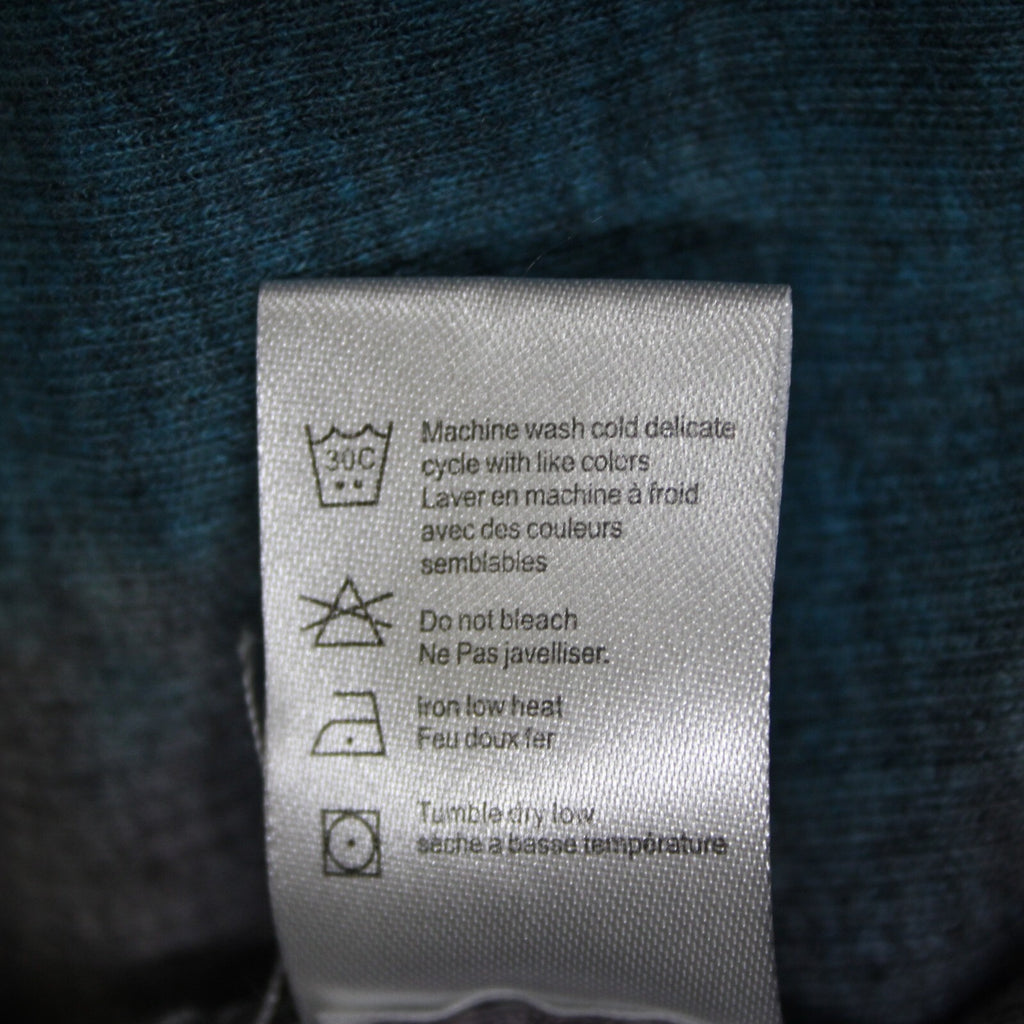 30C
Machine wash cold delicate
cycle with like colors
Laver en machine à froid
avec des couleurs
semblables
Do not bleach
Ne Pas javelliser.
Iron low heat
Feu doux fer
Tumble dry low
seche a basse température